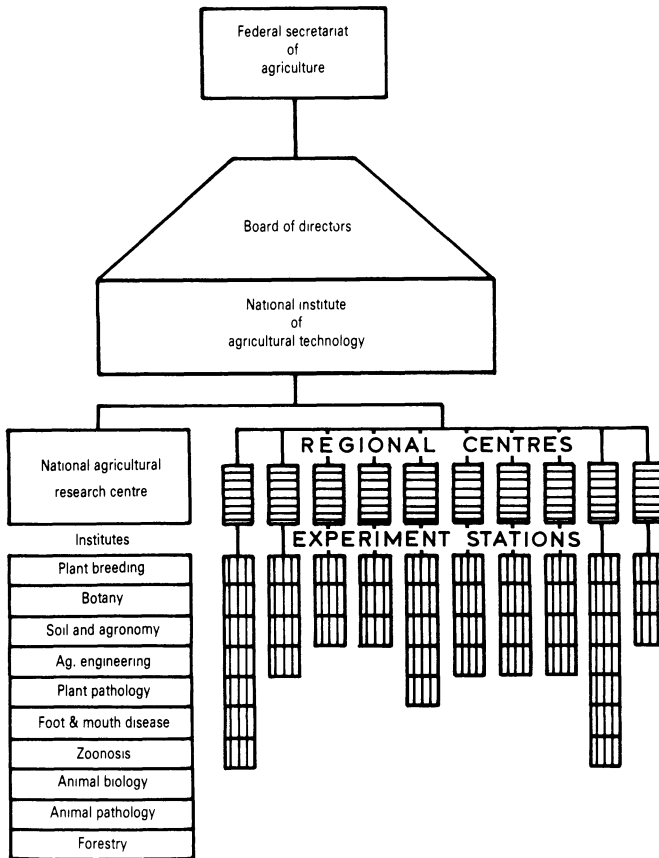 Federal secretariat
of
agriculture
Board of directors
National institute
of
agricultural technology
REGIONAL CENTRES
National agricultural
research centre
Institutes
EXPERIMENT STATIONS
Plant breeding
Botany
Soil and agronomy
Ag. engineering
Plant pathology
Foot & mouth disease
Zoonosis
Animal biology
Animal pathology
Forestry